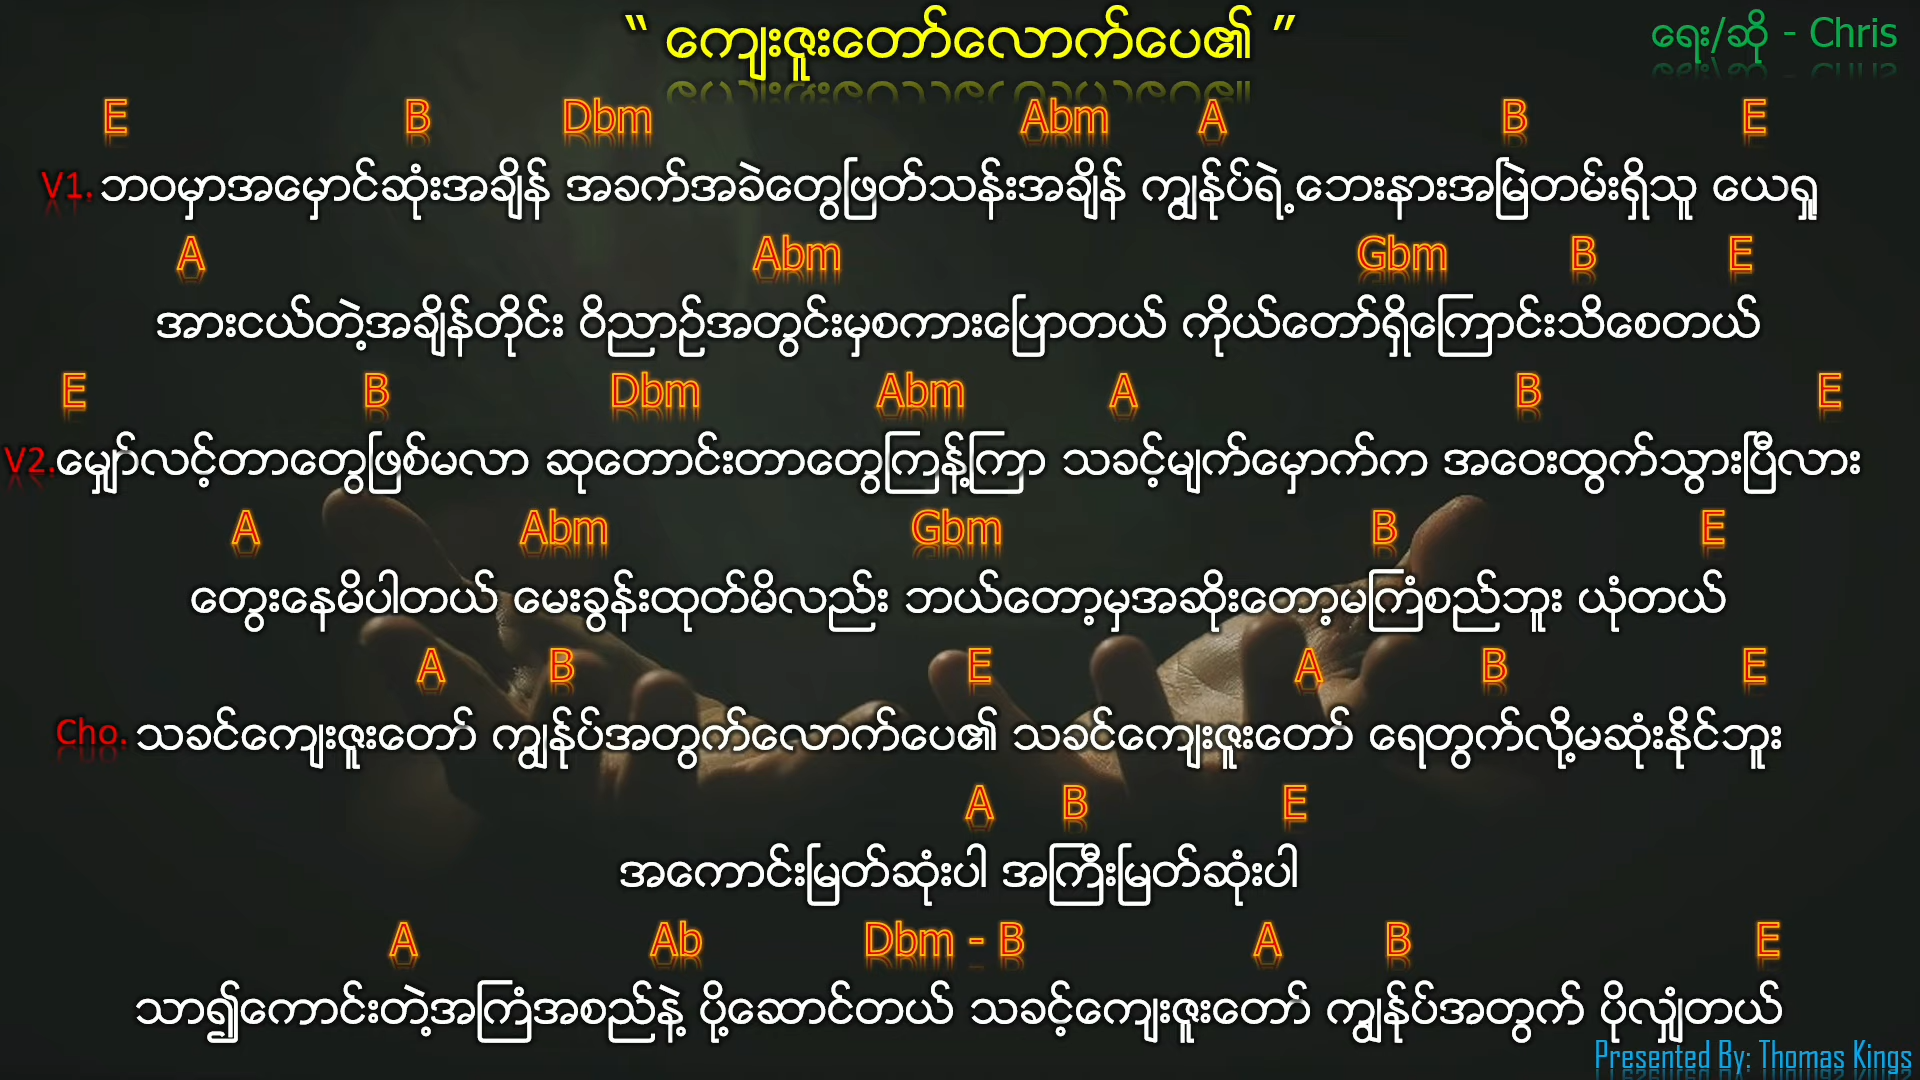 “ ကျေးဇူးတော်လောက်ပေ၏ ”
ရေး/ဆို - Chris
E B Dbm Abm A B E
V1. ဘဝမှာအမှောင်ဆုံးအချိန် အခက်အခဲတွေဖြတ်သန်းအချိန် ကျွန်ုပ်ရဲ့ဘေးနားအမြဲတမ်းရှိသူ ယေရှု
A Abm Gbm B E
အားငယ်တဲ့အချိန်တိုင်း ဝိညာဉ်အတွင်းမှစကားပြောတယ် ကိုယ်တော်ရှိကြောင်းသိစေတယ်
E B Dbm Abm A B E
V2. မျှော်လင့်တာတွေဖြစ်မလာ ဆုတောင်းတာတွေကြန့်ကြာ သခင့်မျက်မှောက်က အဝေးထွက်သွားပြီလား
A Abm Gbm B E
တွေးနေမိပါတယ် မေးခွန်းထုတ်မိလည်း ဘယ်တော့မှအဆိုးတော့မကြံစည်ဘူး ယုံတယ်
A B E A B E
Cho. သခင်ကျေးဇူးတော် ကျွန်ုပ်အတွက်လောက်ပေ၏ သခင်ကျေးဇူးတော် ရေတွက်လို့မဆုံးနိုင်ဘူး
A B E
အကောင်းမြတ်ဆုံးပါ အကြီးမြတ်ဆုံးပါ
A Ab Dbm - B A B E
သာ၍ကောင်းတဲ့အကြံအစည်နဲ့ ပို့ဆောင်တယ် သခင့်ကျေးဇူးတော် ကျွန်ုပ်အတွက် ပိုလျှံတယ်
Presented By: Thomas Kings